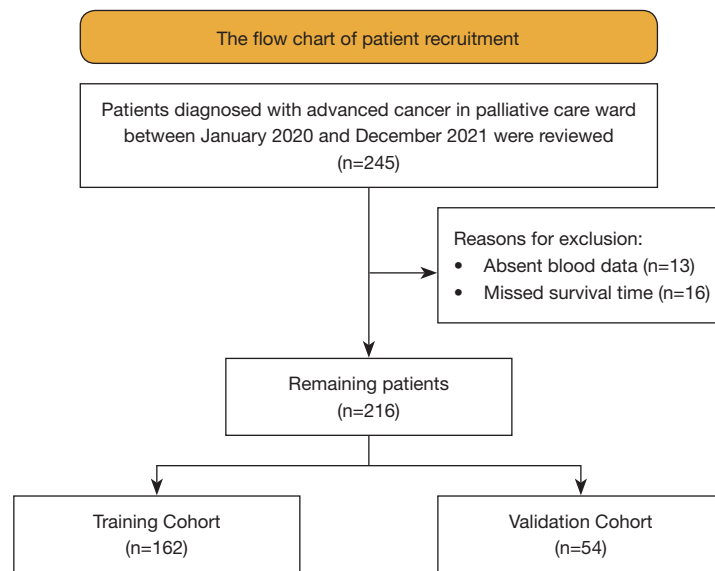 The flow chart of patient recruitment
Patients diagnosed with advanced cancer in palliative care ward
between January 2020 and December 2021 were reviewed
(n=245)
Reasons for exclusion:
• Absent blood data (n=13)
• Missed survival time (n=16)
Remaining patients
(n=216)
Training Cohort
(n=162)
Validation Cohort
(n=54)